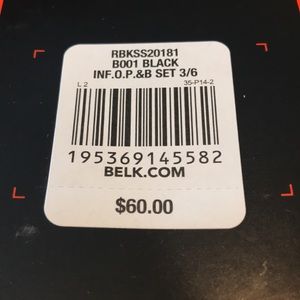 RBKSS20181
B001 BLACK
INF.O.P.&B SET 3/6
L 2 35-P14-2
195369145582
BELK.COM
$60.00